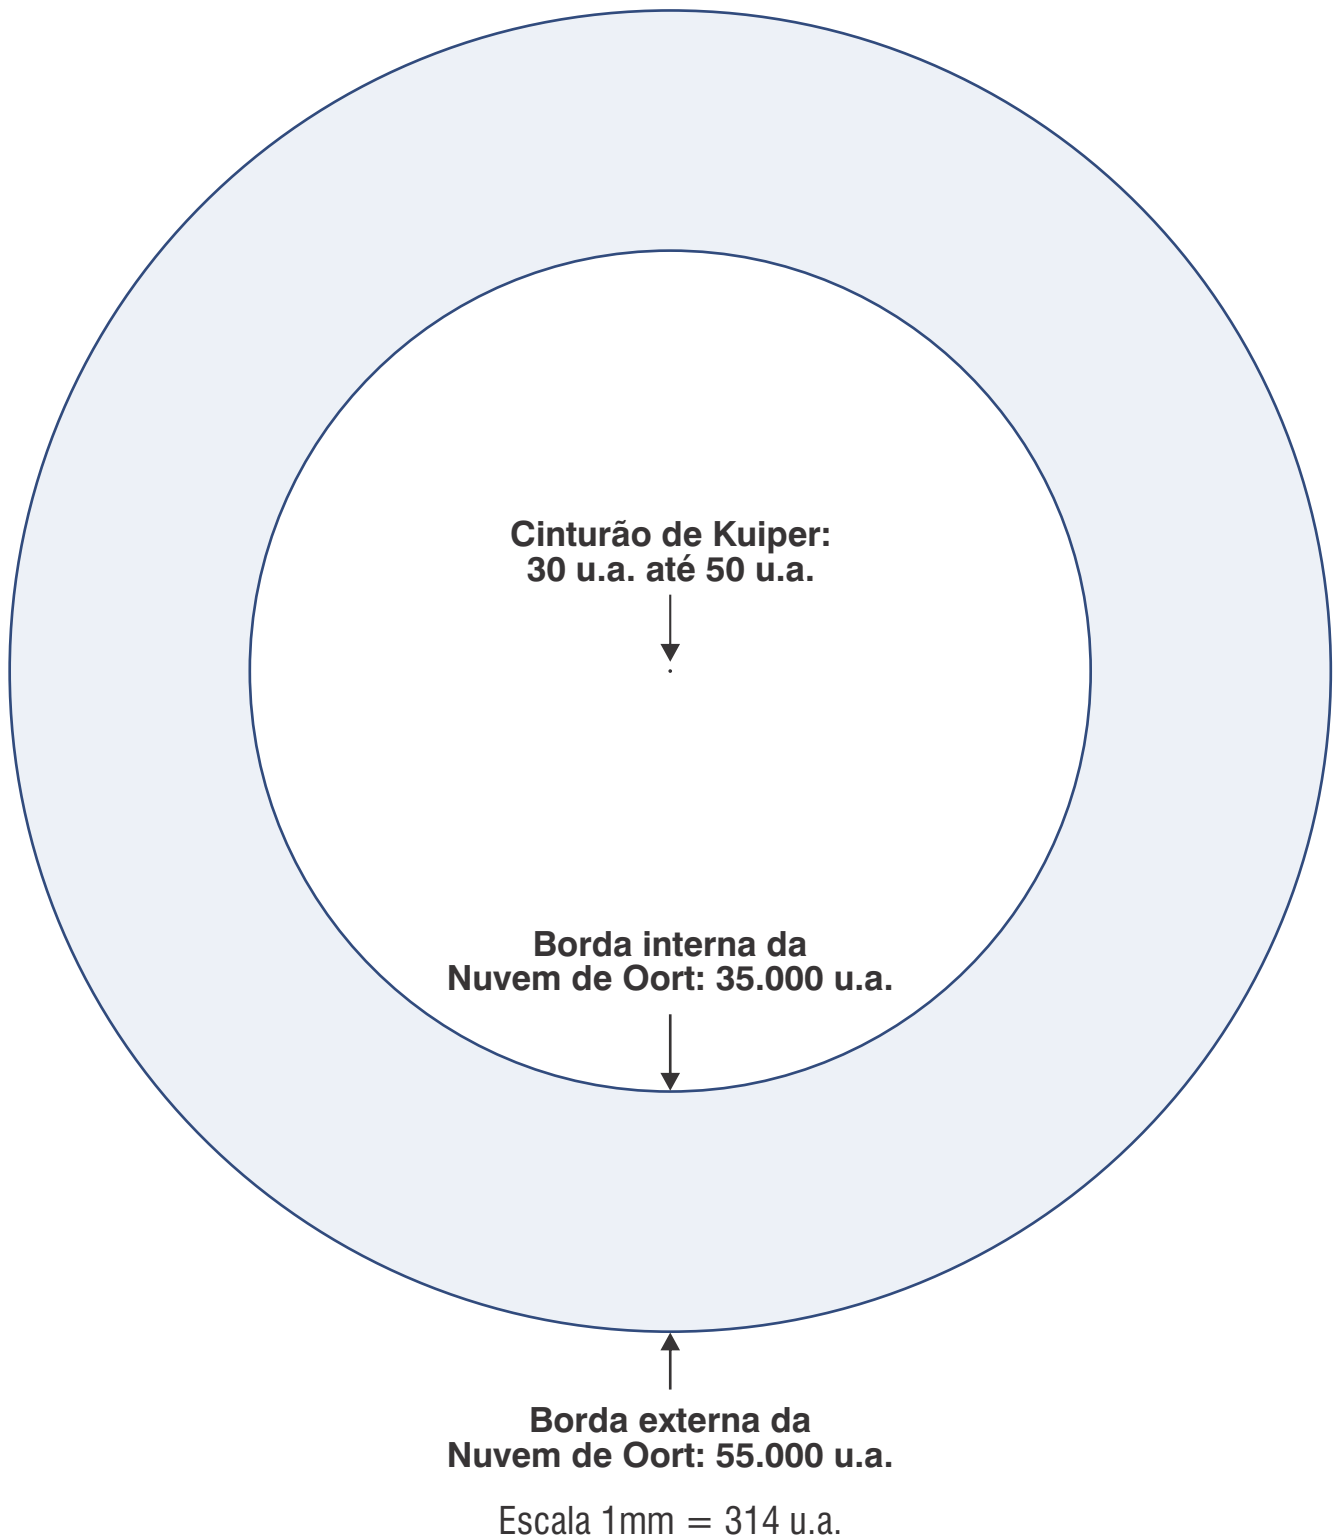 Cinturão de Kuiper:
30 u.a. até 50 u.a.
Borda interna da
Nuvem de Oort: 35.000 u.a.
Borda externa da
Nuvem de Oort: 55.000 u.a.
Escala 1mm = 314 u.a.